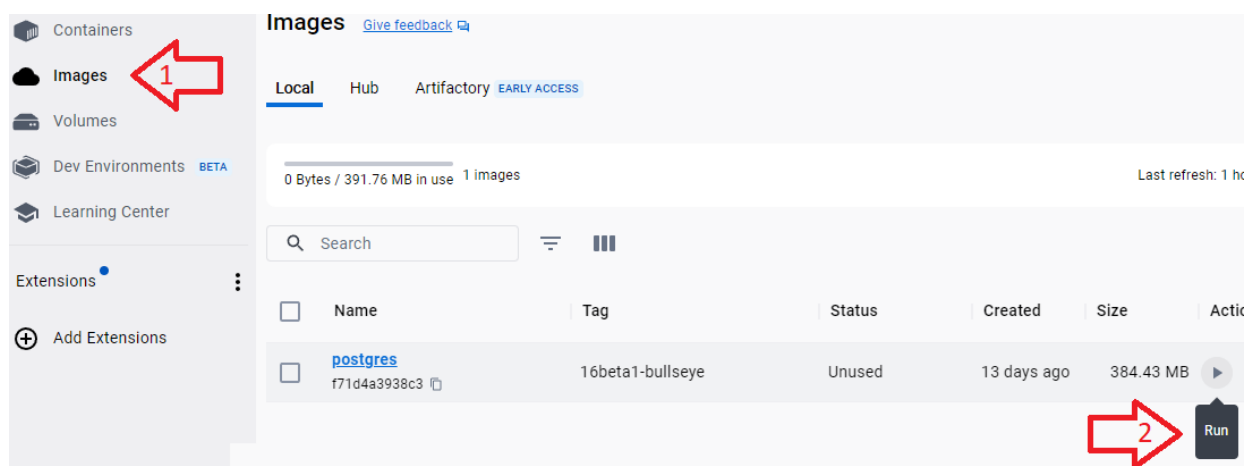 Containers
Images
1
Volumes
Dev Environments BETA
Learning Center
Extensions
Add Extensions
Images Give feedback
Local Hub Artifactory EARLY ACCESS
0 Bytes / 391.76 MB in use 1 images Last refresh: 1 ho
Search
Name Tag Status Created Size Actio
postgres
f71d4a3938c3
16beta1-bullseye Unused 13 days ago 384.43 MB
2 Run